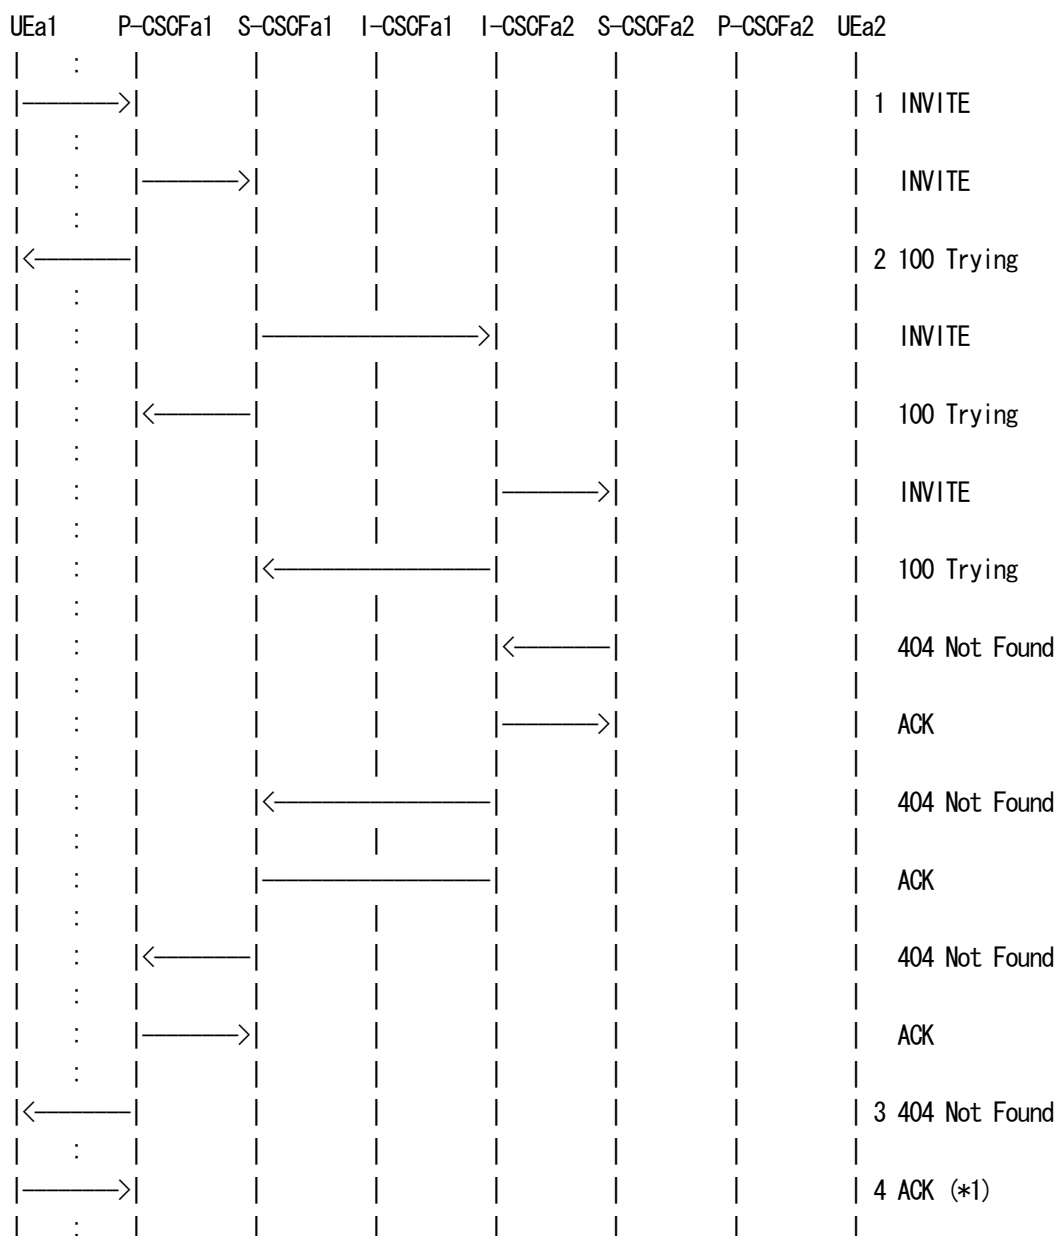 UEa1 P-CSCFa1 S-CSCFa1 I-CSCFa1 I-CSCFa2 S-CSCFa2 P-CSCFa2 UEa2
1 INVITE
INVITE
2 100 Trying
INVITE
100 Trying
INVITE
100 Trying
404 Not Found
ACK
404 Not Found
ACK
404 Not Found
ACK
3 404 Not Found
4 ACK (*1)